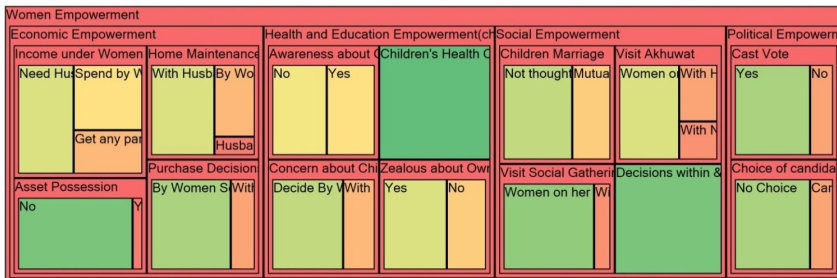 Women Empowerment
Economic Empowerment
Income under Women
Need Hus
Spend by W
Get any par
Home Maintenance
With Husb
By Wo
Husba
Asset Possession
No
Y
Purchase Decision
By Women S
With
Health and Education Empowerment(ch
Awareness about C
No
Yes
Children's Health C
Concern about Chi
Decide By W
With
Zealous about Own
Yes
No
Social Empowerment
Children Marriage
Not thought
Mutua
Visit Akhuwat
Women o
With H
With N
Visit Social Gatherin
Women on her
Wi
Decisions within &
Political Empowerm
Cast Vote
Yes
No
Choice of candida
No Choice
Can